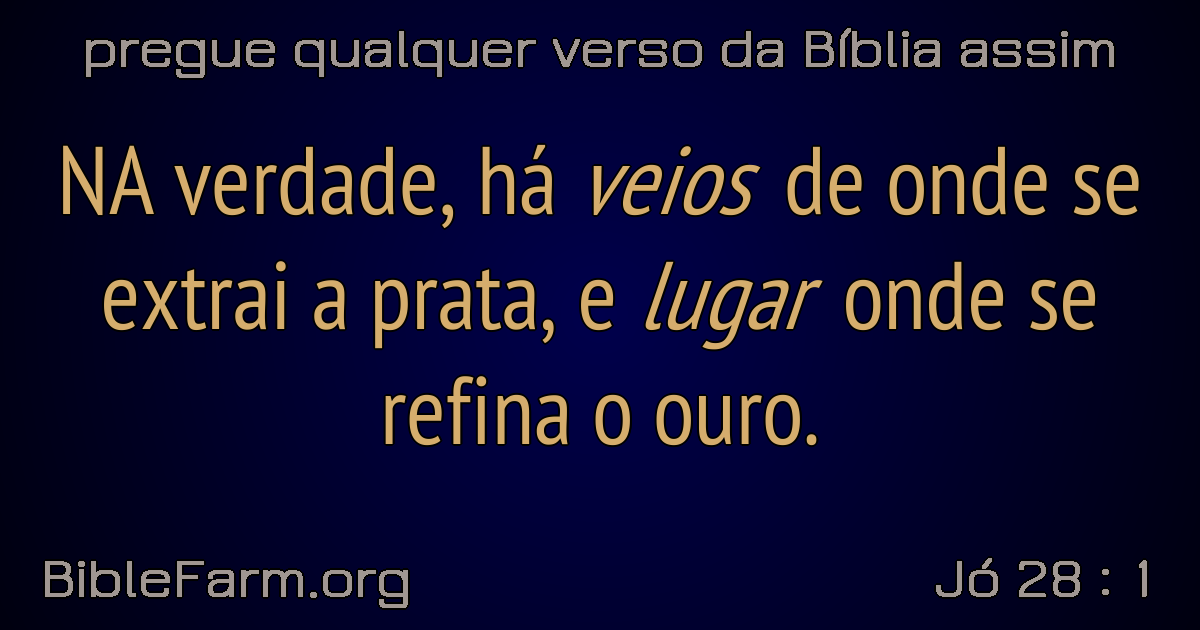 pregue qualquer verso da Bíblia assim
NA verdade, há veios de onde se
extrai a prata, e lugar onde se
refina o ouro.
BibleFarm.org
Jó 28 : 1